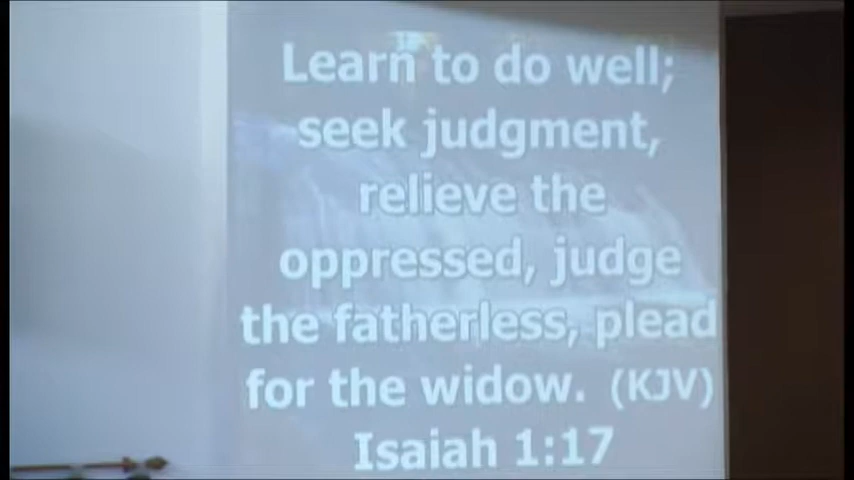 Learn to do well;
seek judgment,
relieve the
oppressed, judge
the fatherless, plead
for the widow. (KJV)
Isaiah 1:17